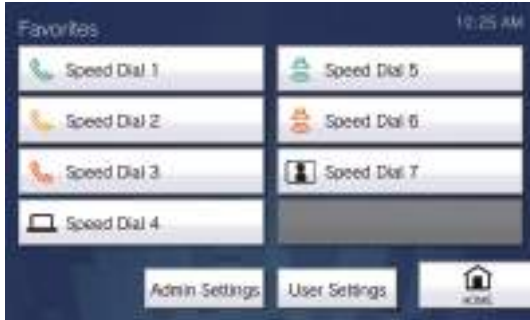 Favorites
10:25 AM
Speed Dial 1
Speed Dial 2
Speed Dial 3
Speed Dial 4
Speed Dial 5
Speed Dial 6
Speed Dial 7
Admin Settings
User Settings
HOME